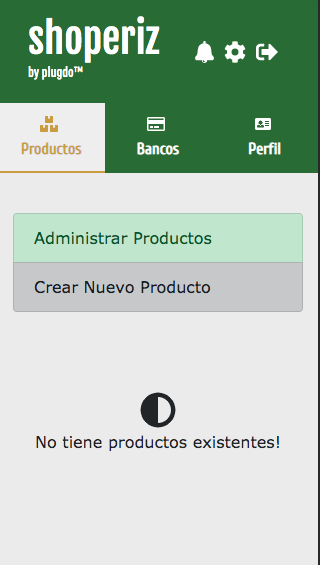 shoperiz
by plugdo™
Productos
Bancos
Perfil
Administrar Productos
Crear Nuevo Producto
No tiene productos existentes!